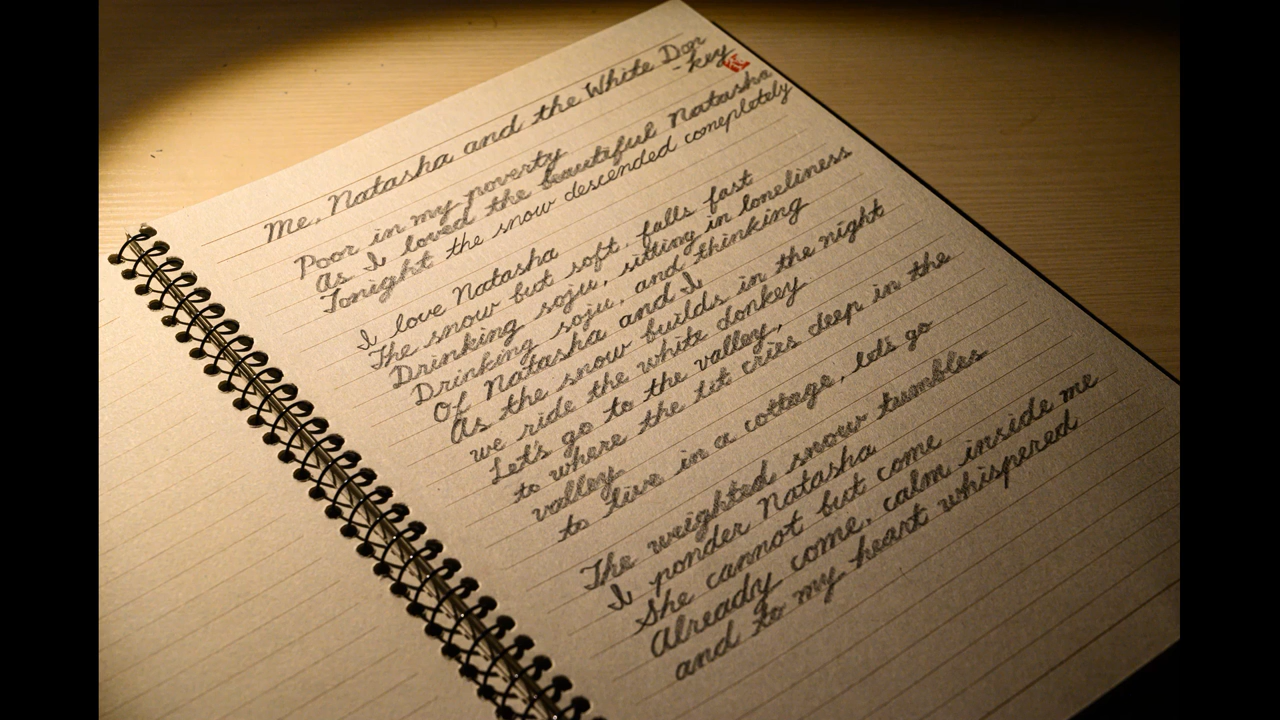 Me, Natasha and the White Don
-key
Poor in my poverty
As I loved the beautiful Natasha
Tonight the snow descended completely
I love Natasha
The snow but soft, falls fast
Drinking soju, sitting in loneliness
Drinking soju, and thinking
Of Natasha and I
As the snow builds in the night
we ride the white donkey
Let's go to the valley,
to where the tit cries deep in the
valley
to live in a cottage, let's go
The weighted snow tumbles
I ponder Natasha
She cannot but come
Already come, calm inside me
and to my heart whispered